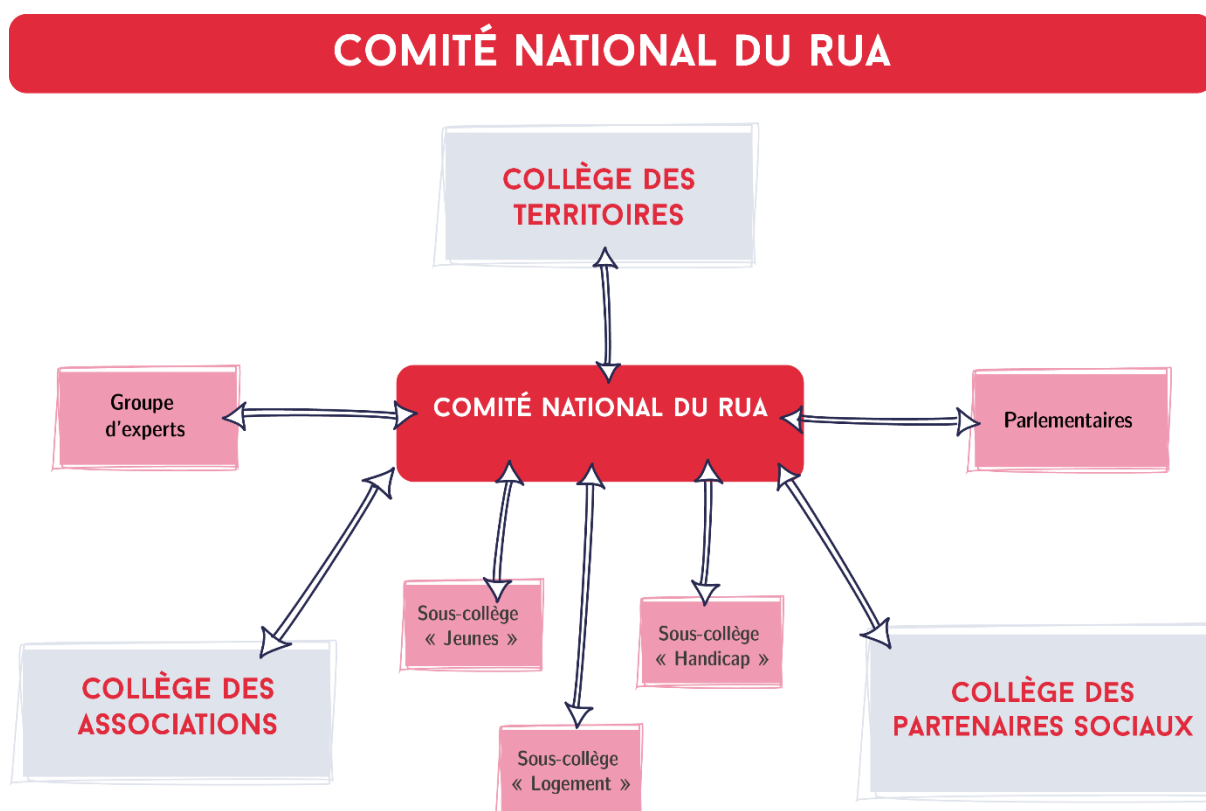 COMITÉ NATIONAL DU RUA
COLLÈGE DES
TERRITOIRES
Groupe
d'experts
COMITÉ NATIONAL DU RUA
Parlementaires
Sous-collège
« Jeunes »
Sous-collège
« Handicap »
COLLÈGE DES
ASSOCIATIONS
COLLÈGE DES
PARTENAIRES SOCIAUX
Sous-collège
« Logement »